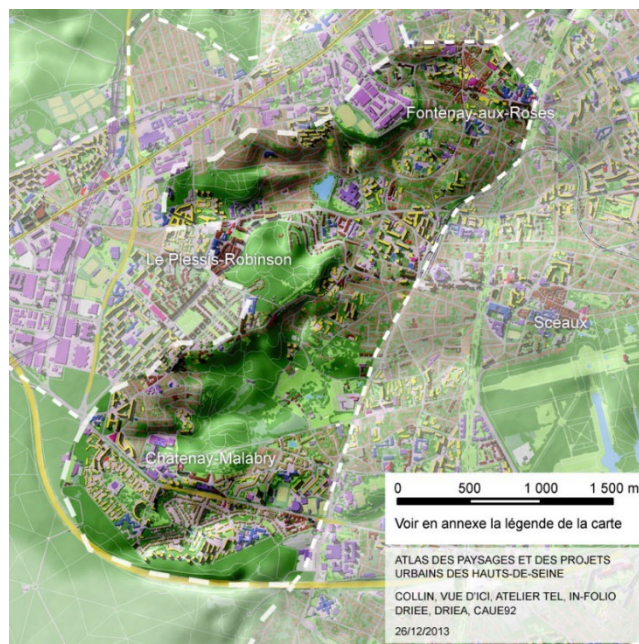 Fontenay-aux-Roses
Le Plessis-Robinson
Sceaux
Chatenay-Malabry
0 500 1 000 1 500 m
Voir en annexe la légende de la carte
ATLAS DES PAYSAGES ET DES PROJETS
URBAINS DES HAUTS-DE-SEINE
COLLIN, VUE D'ICI, ATELIER TEL, IN-FOLIO
DRIEE, DRIEA, CAUE92
26/12/2013